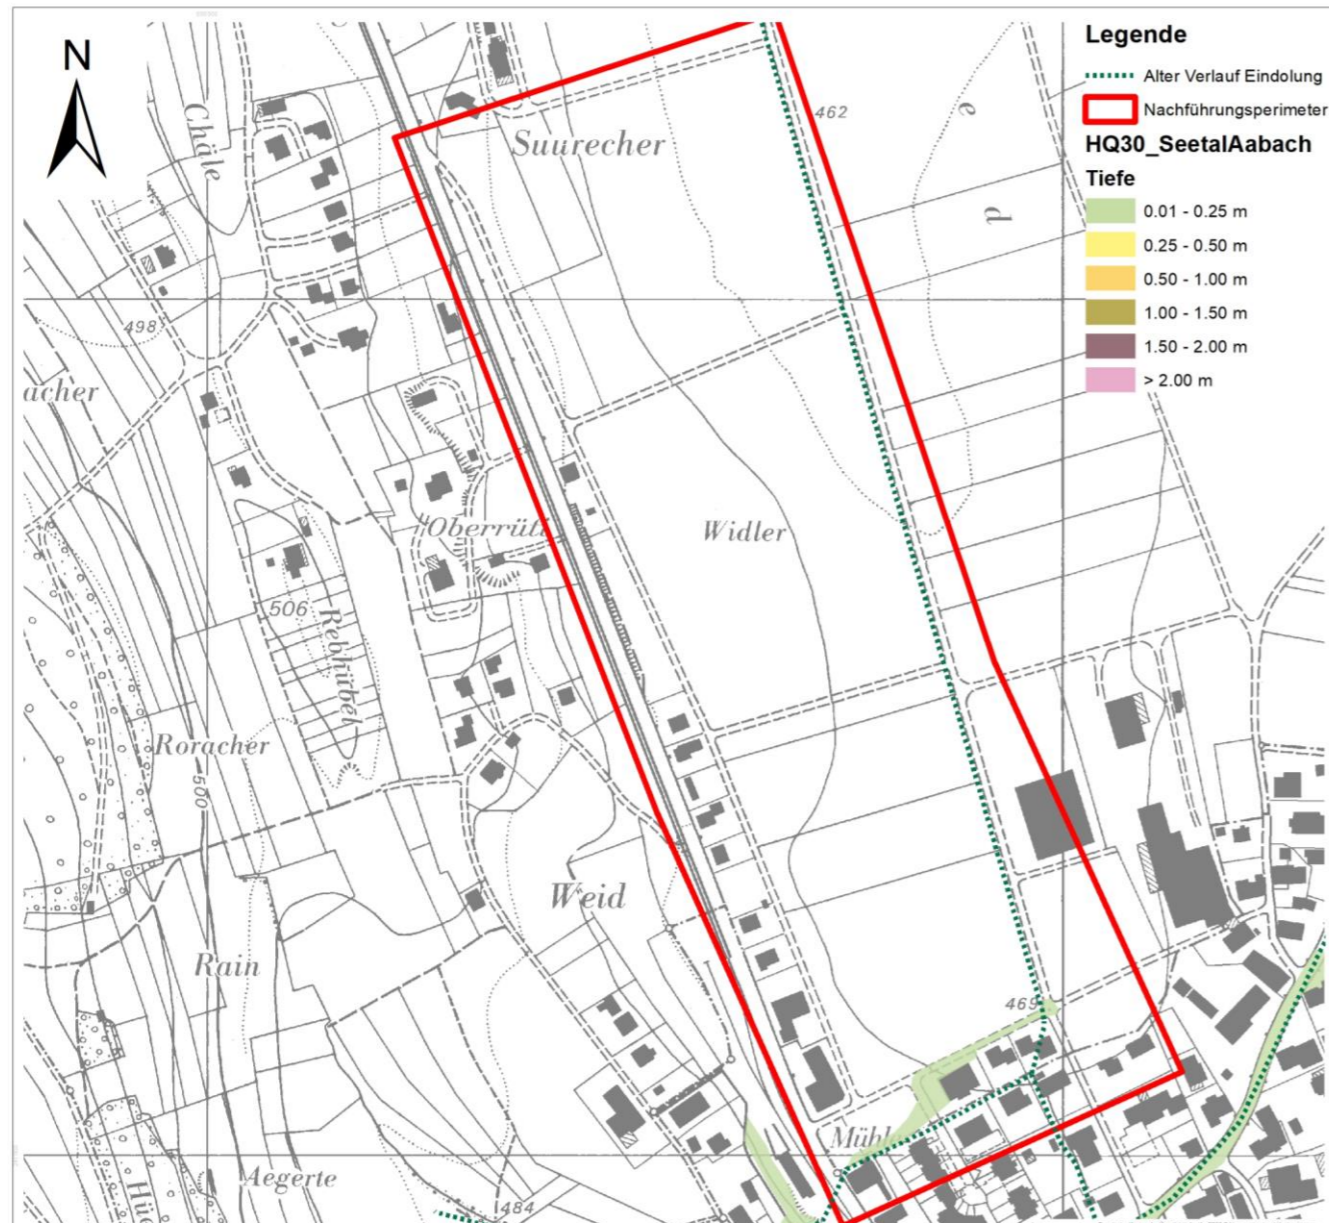 N
Legende
Alter Verlauf Eindolung
Nachführungsperimeter
HQ30_SeetalAabach
Tiefe
0.01 - 0.25 m
0.25 - 0.50 m
0.50 - 1.00 m
1.00 - 1.50 m
1.50 - 2.00 m
> 2.00 m
Chäle
Suurecher
462
e
d
498
acher
Oberrüti
Widler
506
Rebhübel
Roracher
500
Weid
Rain
469
Mühl
Aegerte
484